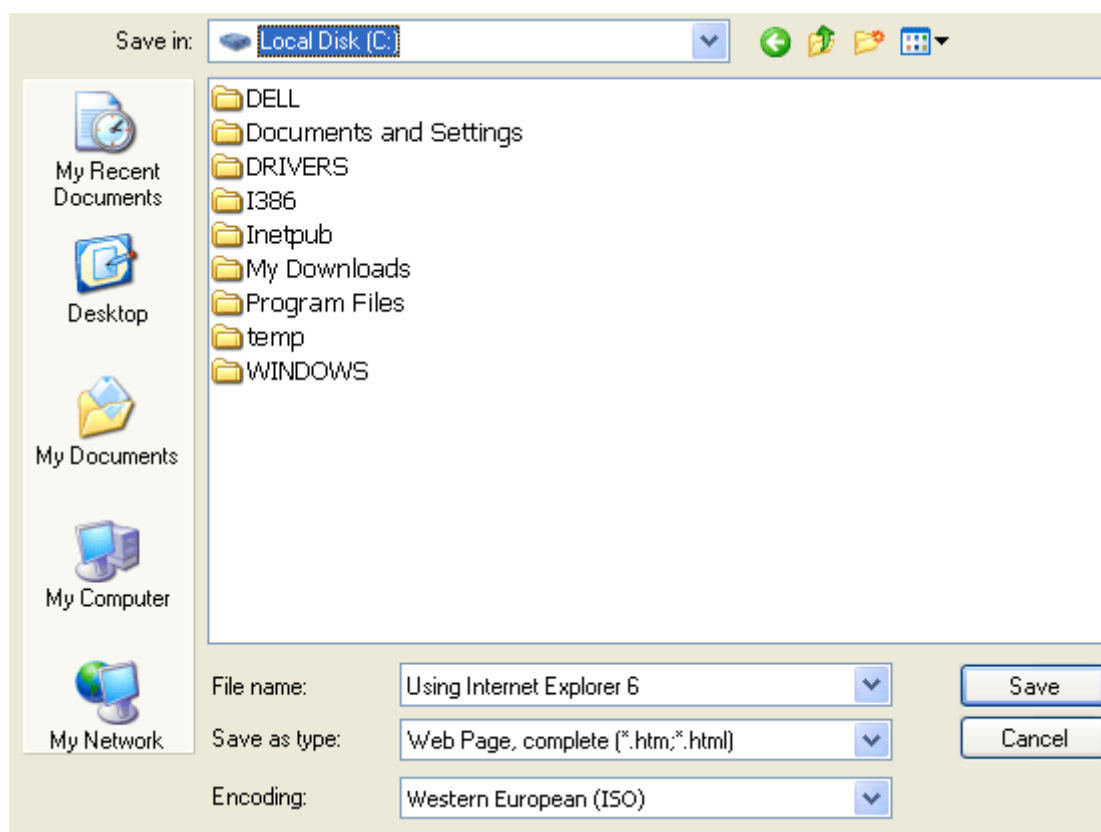 Save in: Local Disk (C:)
My Recent
Documents
Desktop
My Documents
My Computer
My Network
DELL
Documents and Settings
DRIVERS
I386
Inetpub
My Downloads
Program Files
temp
WINDOWS
File name: Using Internet Explorer 6 Save
Save as type: Web Page, complete (*.htm;*.html) Cancel
Encoding: Western European (ISO)